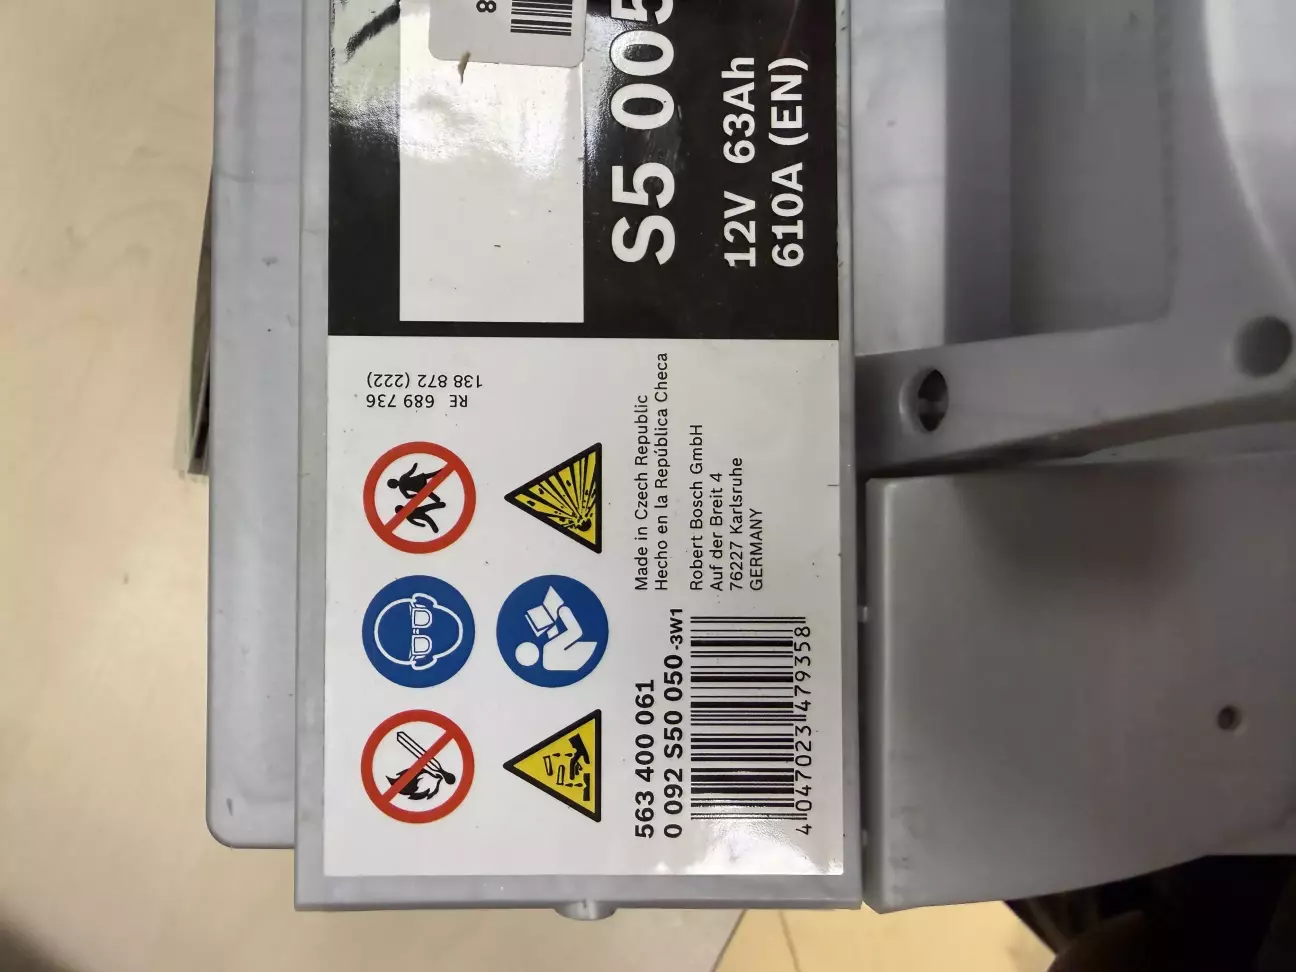 8
S5 005
12V 63Ah
610A (EN)
RE 689 736
138 872 (222)
Made in Czech Republic
Hecho en la República Checa
Robert Bosch GmbH
Auf der Breit 4
76227 Karlsruhe
GERMANY
563 400 061
0 092 S50 050 -3W1
4 047023 479358